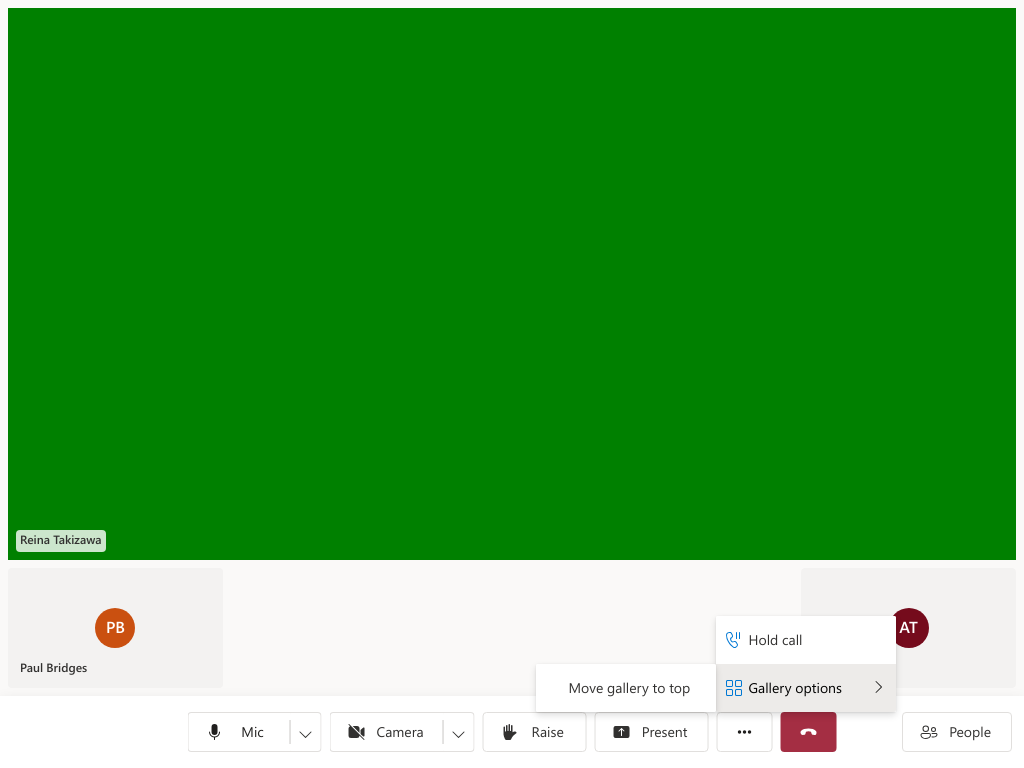 Reina Takizawa
PB
Paul Bridges
AT
Hold call
Move gallery to top
Gallery options
Mic
Camera
Raise
Present
People